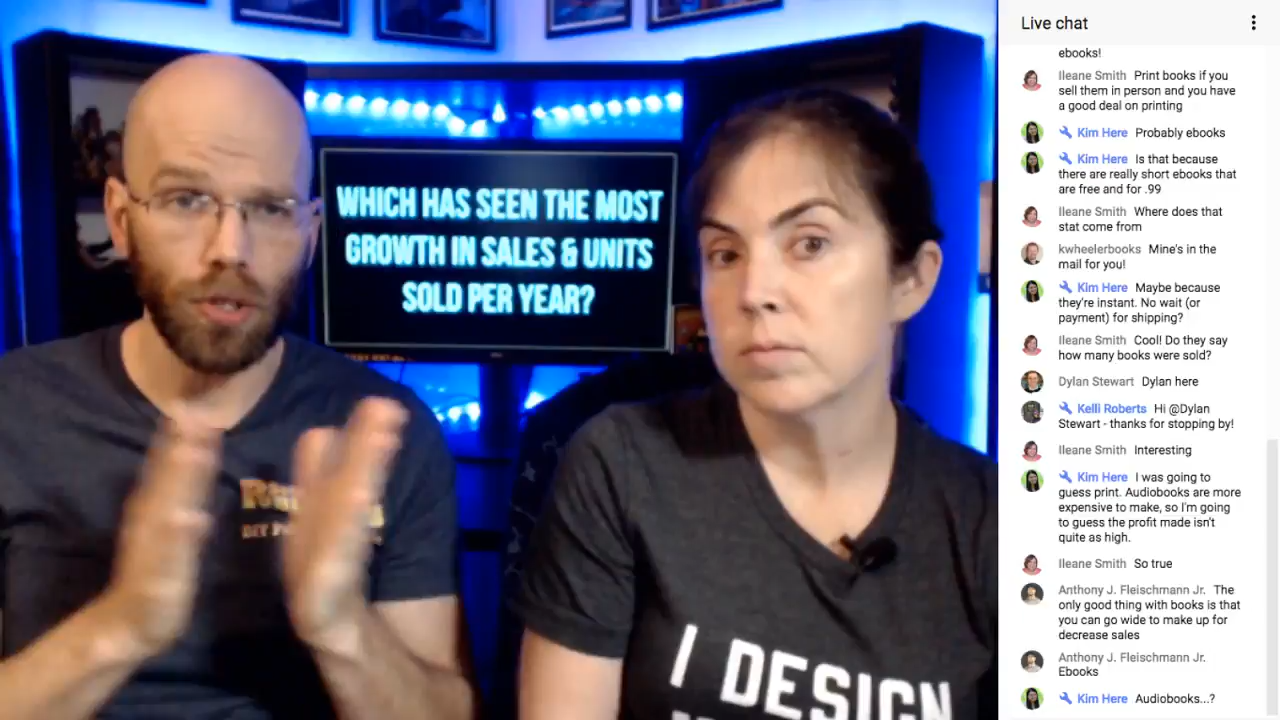 WHICH HAS SEEN THE MOST
GROWTH IN SALES & UNITS
SOLD PER YEAR?
I DESIGN
Live chat
ebooks!
Ileane Smith Print books if you
sell them in person and you have
a good deal on printing
Kim Here Probably ebooks
Kim Here Is that because
there are really short ebooks that
are free and for .99
Ileane Smith Where does that
stat come from
kwheelerbooks Mine's in the
mail for you!
Kim Here Maybe because
they're instant. No wait (or
payment) for shipping?
Ileane Smith Cool! Do they say
how many books were sold?
Dylan Stewart Dylan here
Kelli Roberts Hi @Dylan
Stewart - thanks for stopping by!
Ileane Smith Interesting
Kim Here I was going to
guess print. Audiobooks are more
expensive to make, so I'm going
to guess the profit made isn't
quite as high.
Ileane Smith So true
Anthony J. Fleischmann Jr. The
only good thing with books is that
you can go wide to make up for
decrease sales
Anthony J. Fleischmann Jr.
Ebooks
Kim Here Audiobooks...?